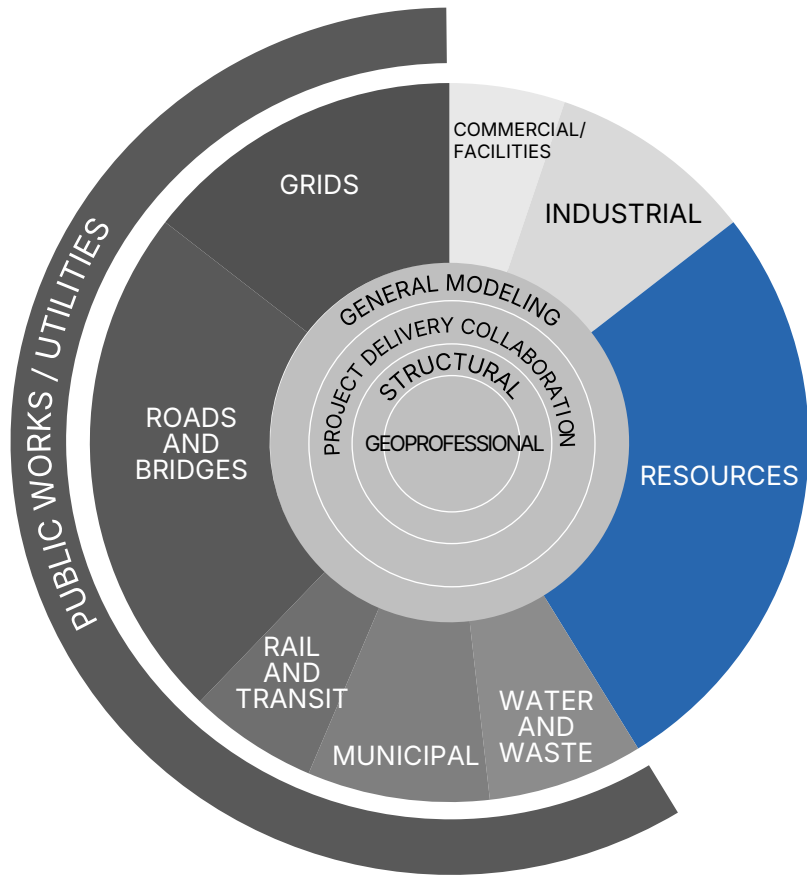 PUBLIC WORKS / UTILITIES
GRIDS
COMMERCIAL/
FACILITIES
INDUSTRIAL
RESOURCES
WATER
AND
WASTE
MUNICIPAL
RAIL
AND
TRANSIT
ROADS
AND
BRIDGES
GENERAL MODELING
PROJECT DELIVERY COLLABORATION
STRUCTURAL
GEOPROFESSIONAL